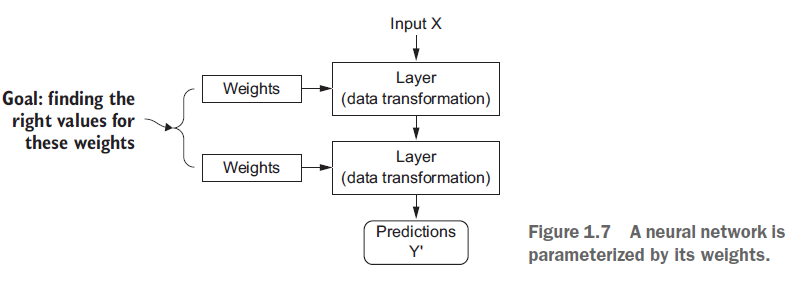 Input X
Layer
(data transformation)
Weights
Goal: finding the
right values for
these weights
Layer
(data transformation)
Weights
Predictions
Y'
Figure 1.7 A neural network is
parameterized by its weights.